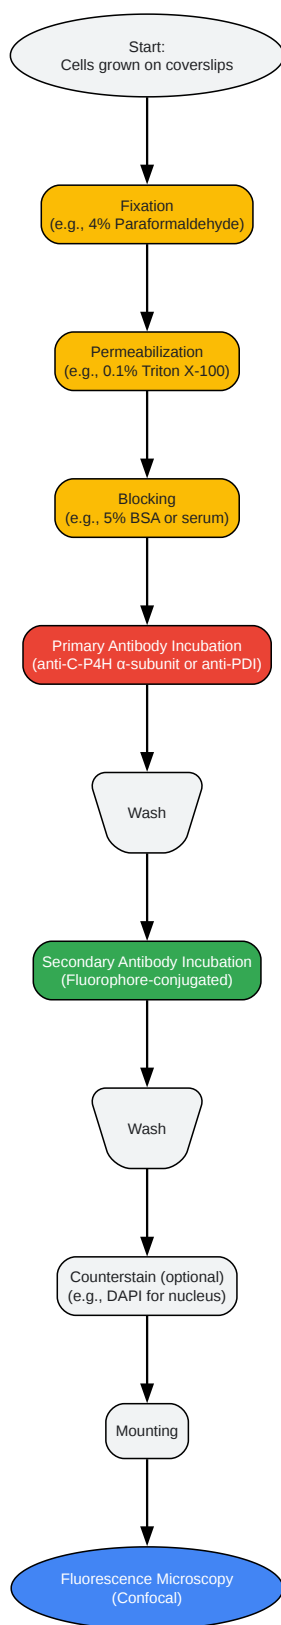 Start:
Cells grown on coverslips
Fixation
(e.g., 4% Paraformaldehyde)
Permeabilization
(e.g., 0.1% Triton X-100)
Blocking
(e.g., 5% BSA or serum)
Primary Antibody Incubation
(anti-C-P4H α-subunit or anti-PDI)
Wash
Secondary Antibody Incubation
(Fluorophore-conjugated)
Wash
Counterstain (optional)
(e.g., DAPI for nucleus)
Mounting
Fluorescence Microscopy
(Confocal)